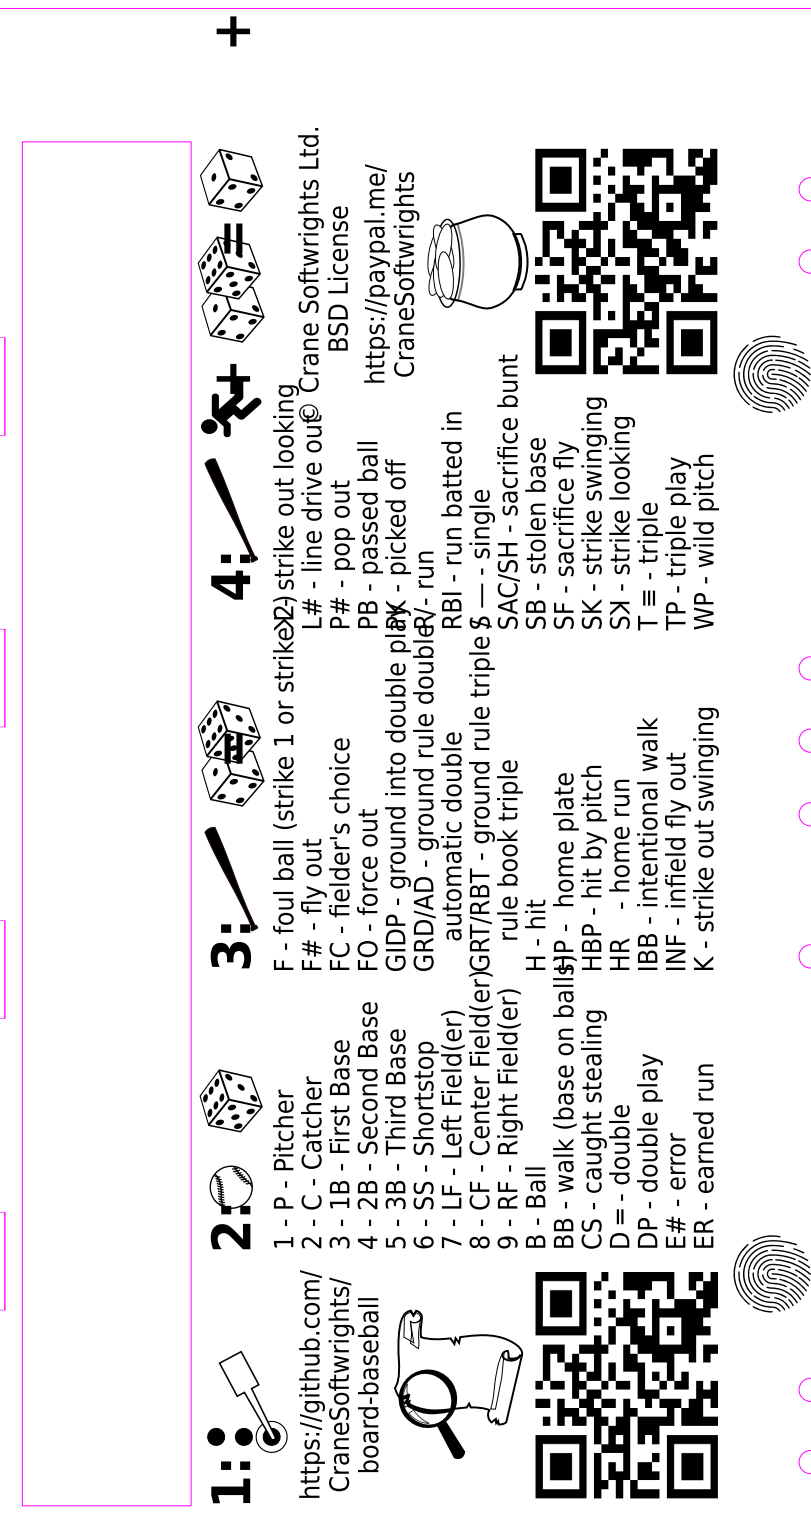 1:
2:
3:
=
4:
+
=
+
https://github.com/
CraneSoftwrights/
board-baseball
1 - P - Pitcher
2 - C - Catcher
3 - 1B - First Base
4 - 2B - Second Base
5 - 3B - Third Base
6 - SS - Shortstop
7 - LF - Left Field(er)
8 - CF - Center Field(er)
9 - RF - Right Field(er)
B - Ball
BB - walk (base on balls)
CS - caught stealing
D = - double
DP - double play
E# - error
ER - earned run
F - foul ball (strike 1 or strike 2)
F# - fly out
FC - fielder's choice
FO - force out
GIDP - ground into double play
GRD/AD - ground rule double /
automatic double
GRT/RBT - ground rule triple /
rule book triple
H - hit
HP - home plate
HBP - hit by pitch
HR - home run
IBB - intentional walk
INF - infield fly out
K - strike out swinging
ꓘ - strike out looking
L# - line drive out
P# - pop out
PB - passed ball
PK - picked off
R - run
RBI - run batted in
S — - single
SAC/SH - sacrifice bunt
SB - stolen base
SF - sacrifice fly
SK - strike swinging
Sꓘ - strike looking
T ≡ - triple
TP - triple play
WP - wild pitch
© Crane Softwrights Ltd.
BSD License
https://paypal.me/
CraneSoftwrights